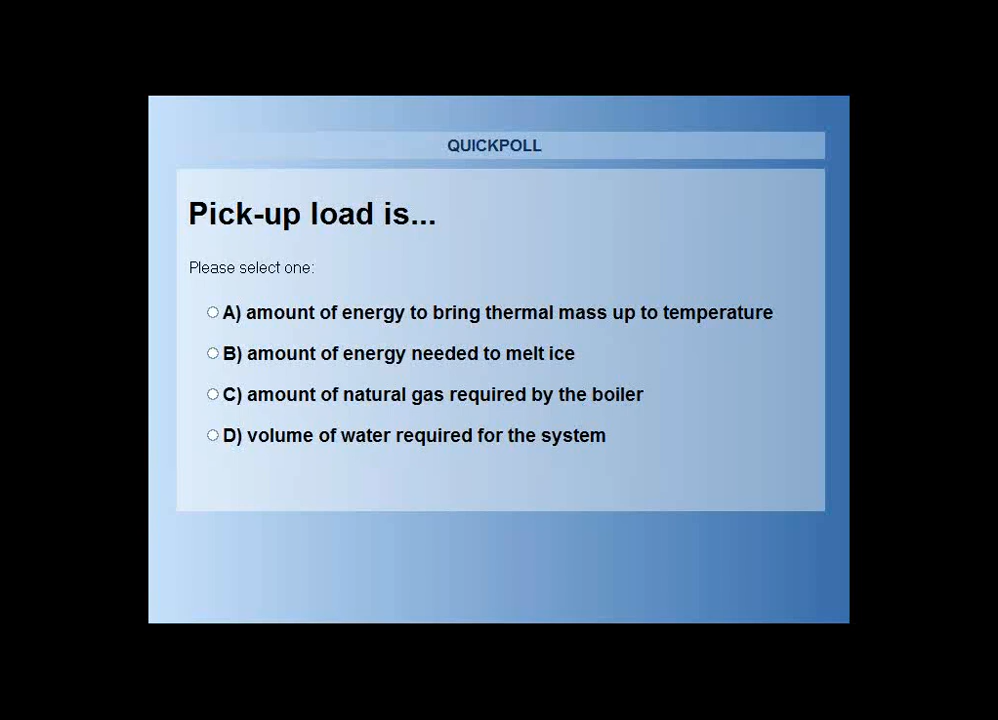 QUICKPOLL
Pick-up load is...
Please select one:
A) amount of energy to bring thermal mass up to temperature
B) amount of energy needed to melt ice
C) amount of natural gas required by the boiler
D) volume of water required for the system